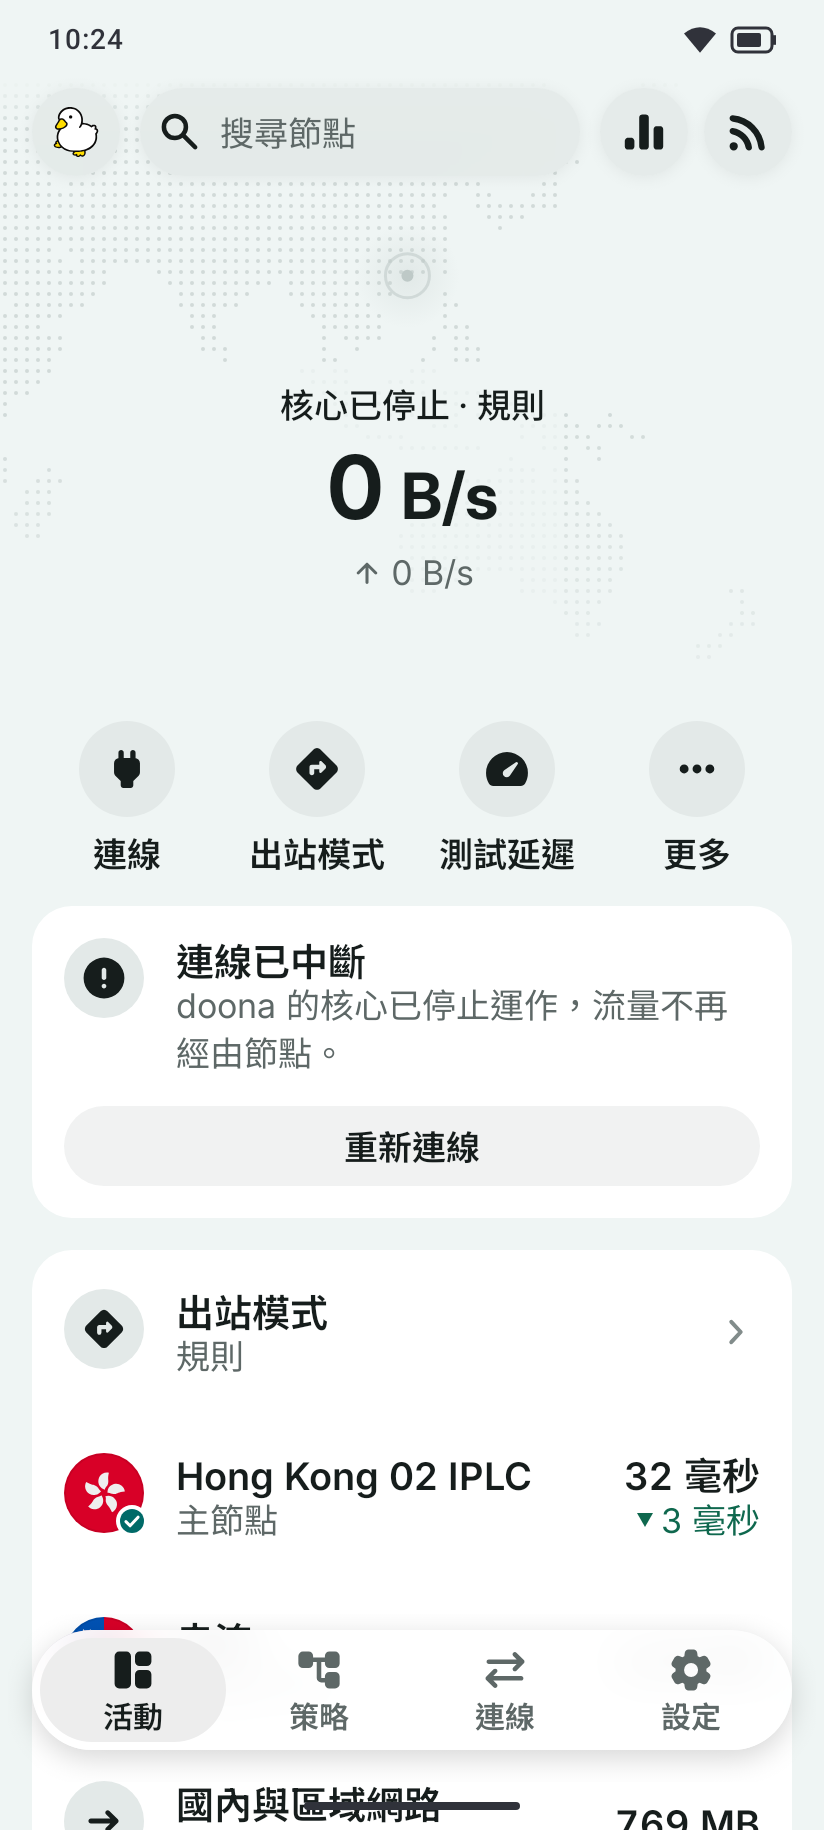 10:24
搜尋節點
核心已停止 · 規則
0 B/s
↑ 0 B/s
連線
出站模式
測試延遲
更多
連線已中斷
doona 的核心已停止運作，流量不再
經由節點。
重新連線
出站模式
規則
Hong Kong 02 IPLC
32 毫秒
主節點
▼ 3 毫秒
活動
策略
連線
設定
國內與區域網路
769 MB